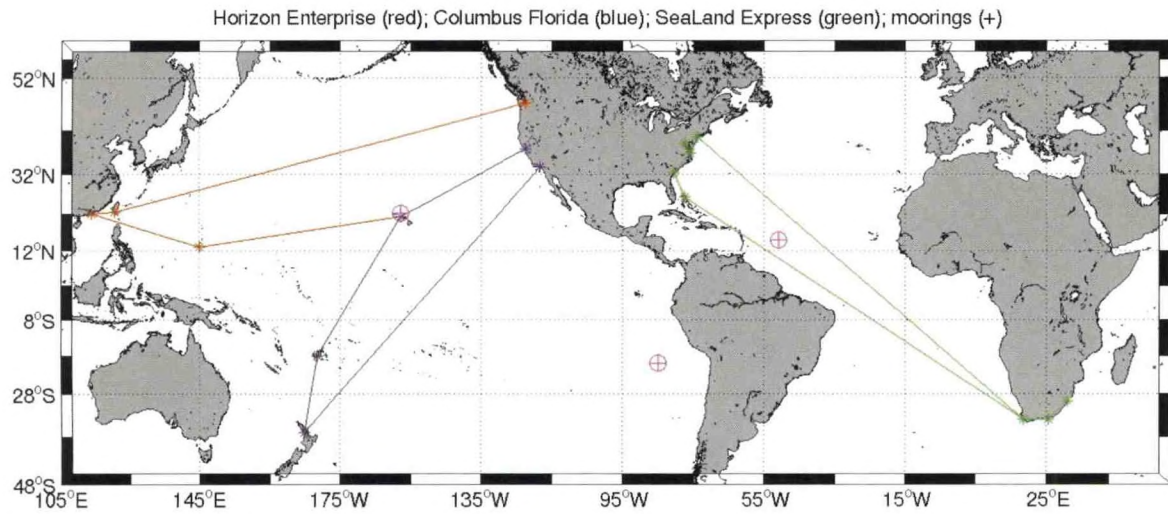 Horizon Enterprise (red); Columbus Florida (blue); SeaLand Express (green); moorings (+)
52°N
32°N
12°N
8°S
28°S
48°S
105°E 145°E 175°W 135°W 95°W 55°W 15°W 25°E